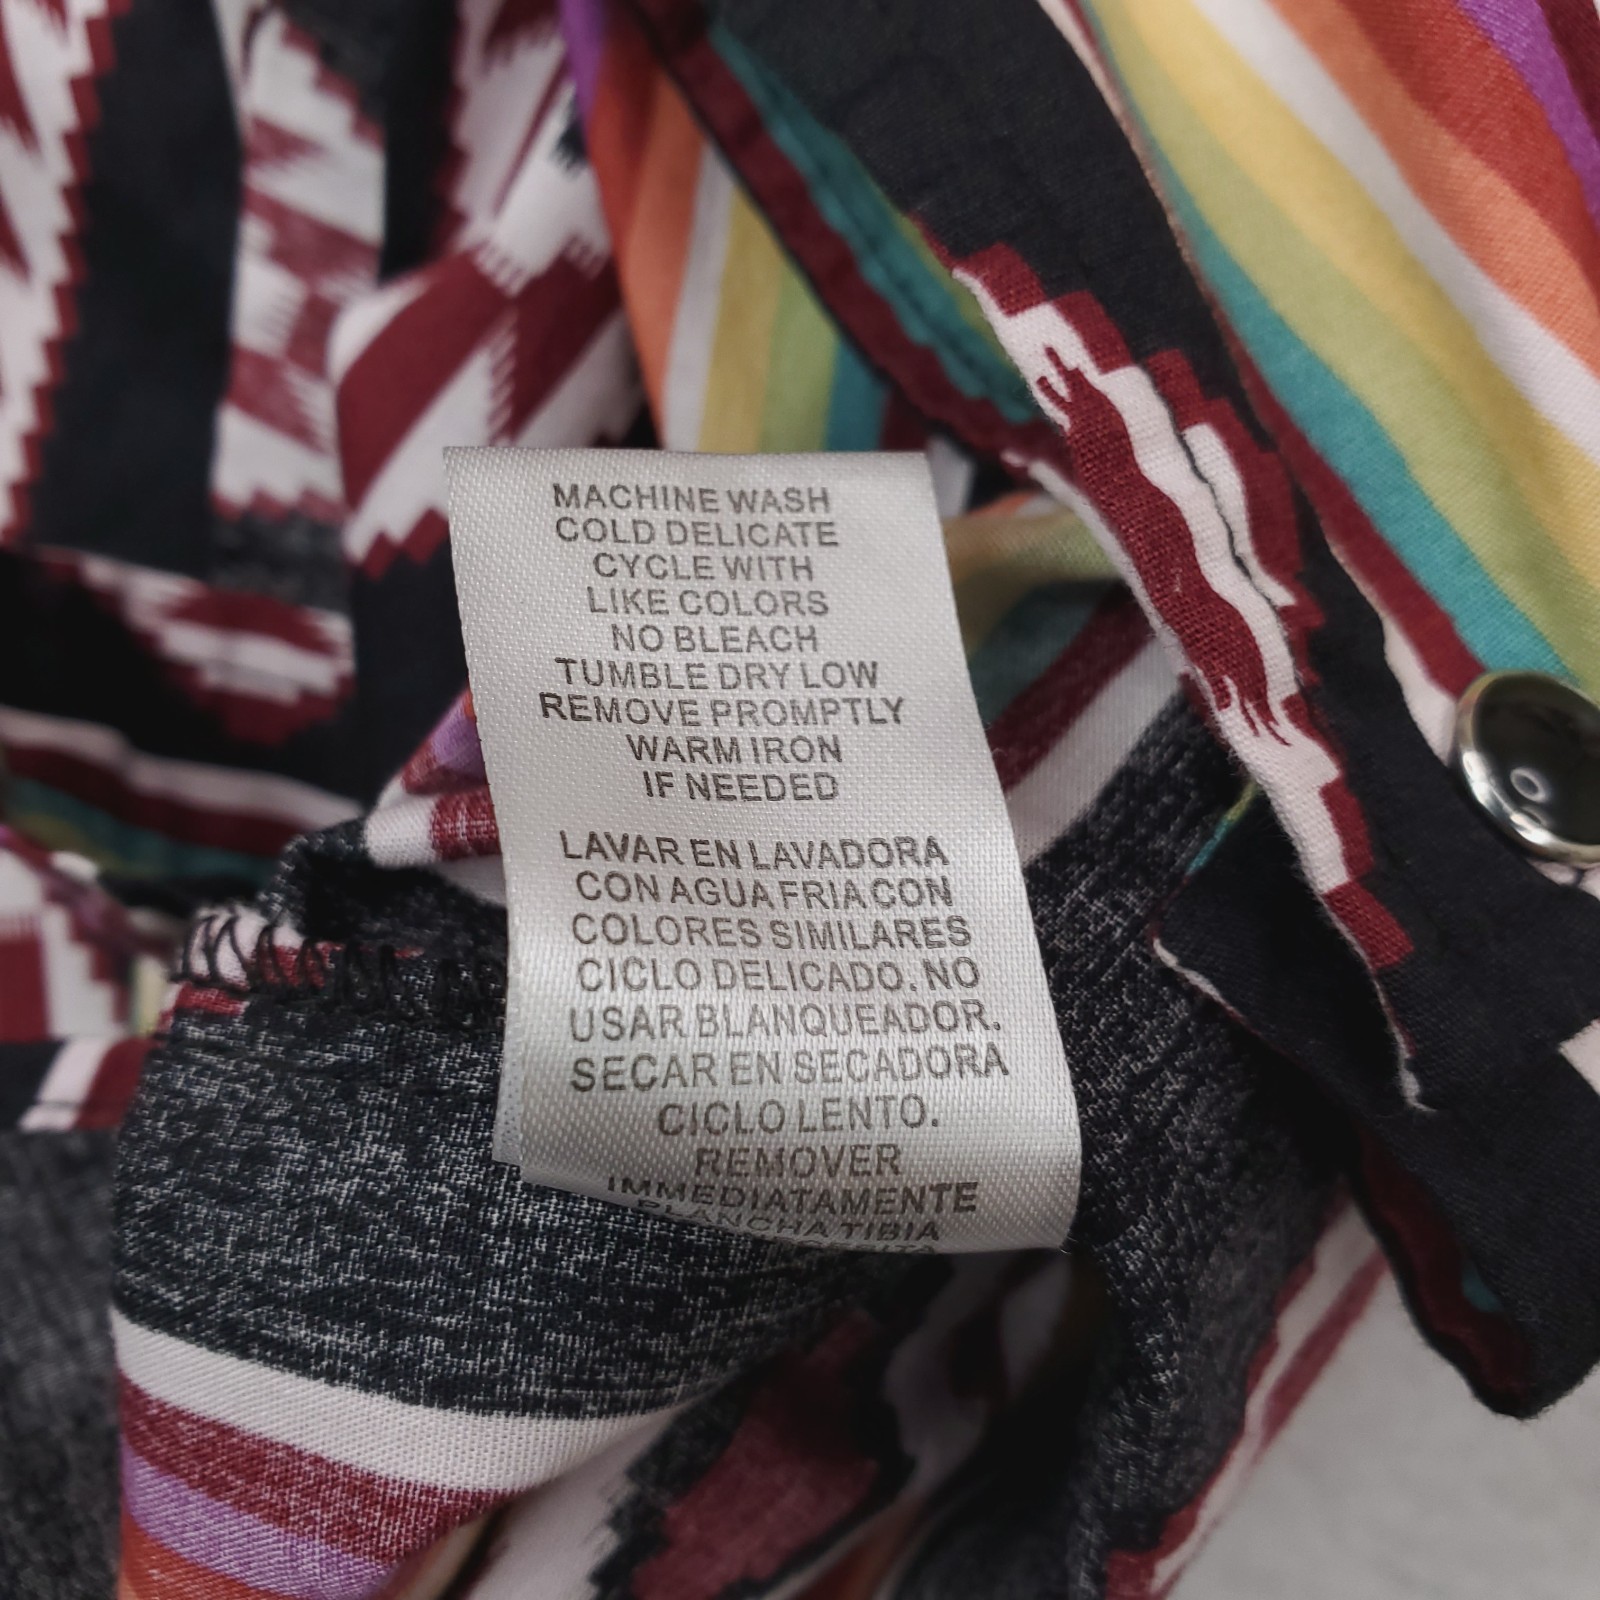 MACHINE WASH
COLD DELICATE
CYCLE WITH
LIKE COLORS
NO BLEACH
TUMBLE DRY LOW
REMOVE PROMPTLY
WARM IRON
IF NEEDED
LAVAR EN LAVADORA
CON AGUA FRIA CON
COLORES SIMILARES
CICLO DELICADO. NO
USAR BLANQUEADOR.
SECAR EN SECADORA
CICLO LENTO.
REMOVER
IMMEDIATAMENTE
PLANCHA TIBIA